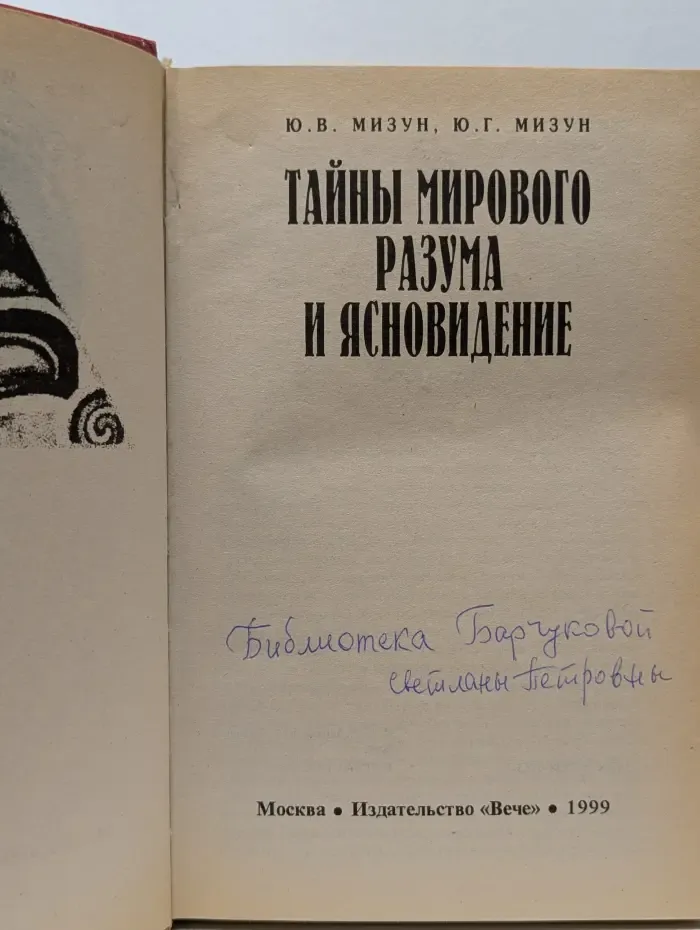 Ю.В. МИЗУН, Ю.Г. МИЗУН
ТАЙНЫ МИРОВОГО
РАЗУМА
И ЯСНОВИДЕНИЕ
Библиотека Барчуковой
Светланы Петровны
Москва • Издательство «Вече» • 1999